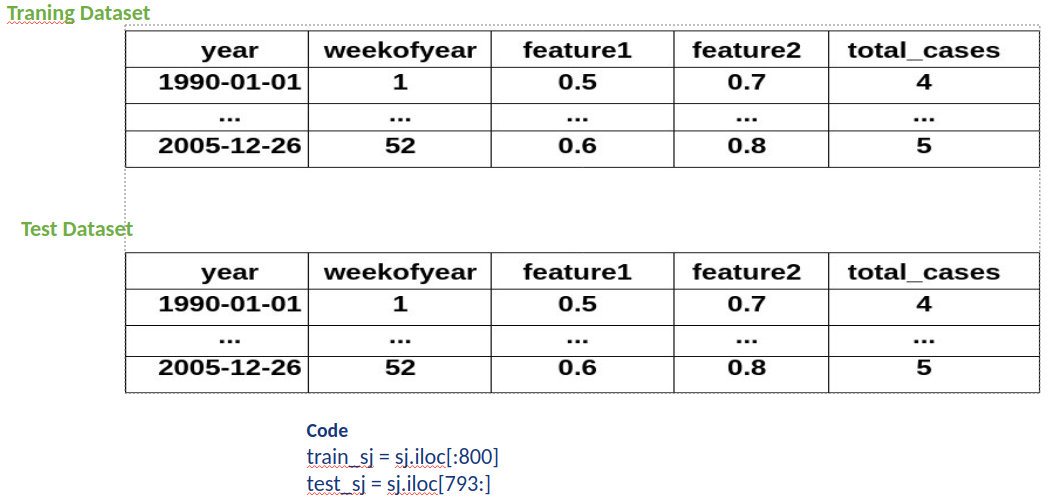 Traning Dataset
year weekofyear feature1 feature2 total_cases
1990-01-01 1 0.5 0.7 4
... ... ... ... ...
2005-12-26 52 0.6 0.8 5
Test Dataset
year weekofyear feature1 feature2 total_cases
1990-01-01 1 0.5 0.7 4
... ... ... ... ...
2005-12-26 52 0.6 0.8 5
Code
train_sj = sj.iloc[:800]
test_sj = sj.iloc[793:]